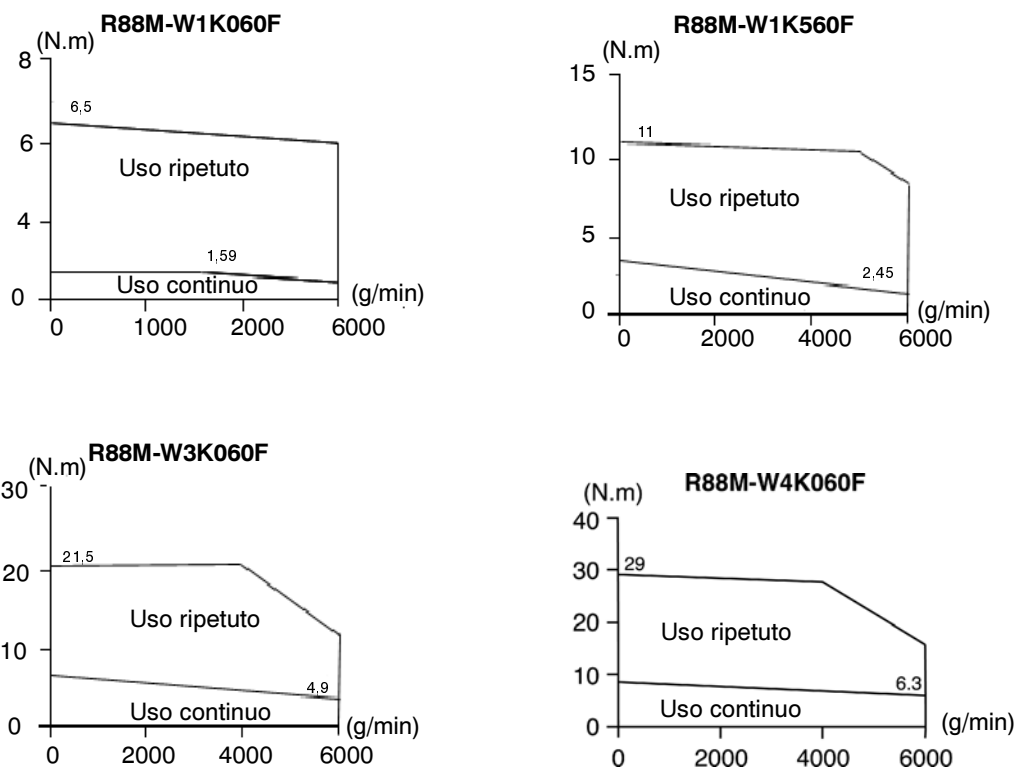 R88M-W1K060F
(N.m)
8
6,5
6
Uso ripetuto
4
1,59
Uso continuo
0
(g/min)
0 1000 2000 6000
R88M-W1K560F
(N.m)
15
11
10
Uso ripetuto
5
2,45
Uso continuo
0
(g/min)
0 2000 4000 6000
R88M-W3K060F
(N.m)
30
21,5
20
Uso ripetuto
10
4,9
Uso continuo
0
(g/min)
0 2000 4000 6000
R88M-W4K060F
(N.m)
40
29
30
20
Uso ripetuto
10
6.3
Uso continuo
0
(g/min)
0 2000 4000 6000